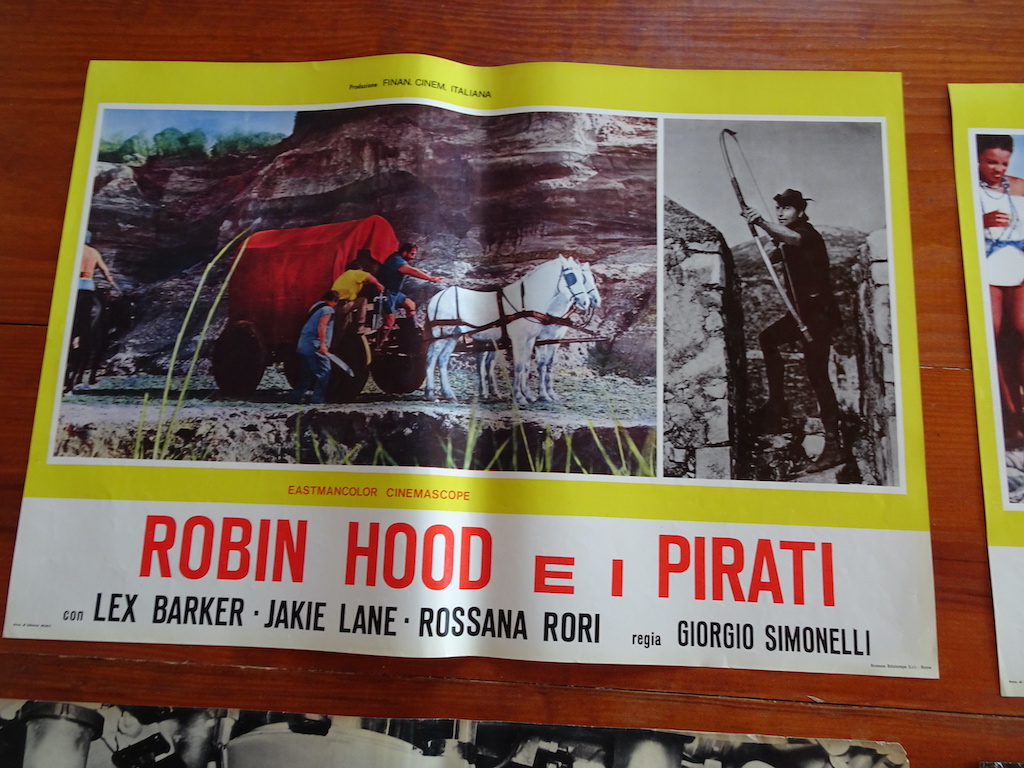 Produzione FINAN. CINEM. ITALIANA
EASTMANCOLOR CINEMASCOPE
ROBIN HOOD E I PIRATI
con LEX BARKER · JAKIE LANE · ROSSANA RORI regia GIORGIO SIMONELLI